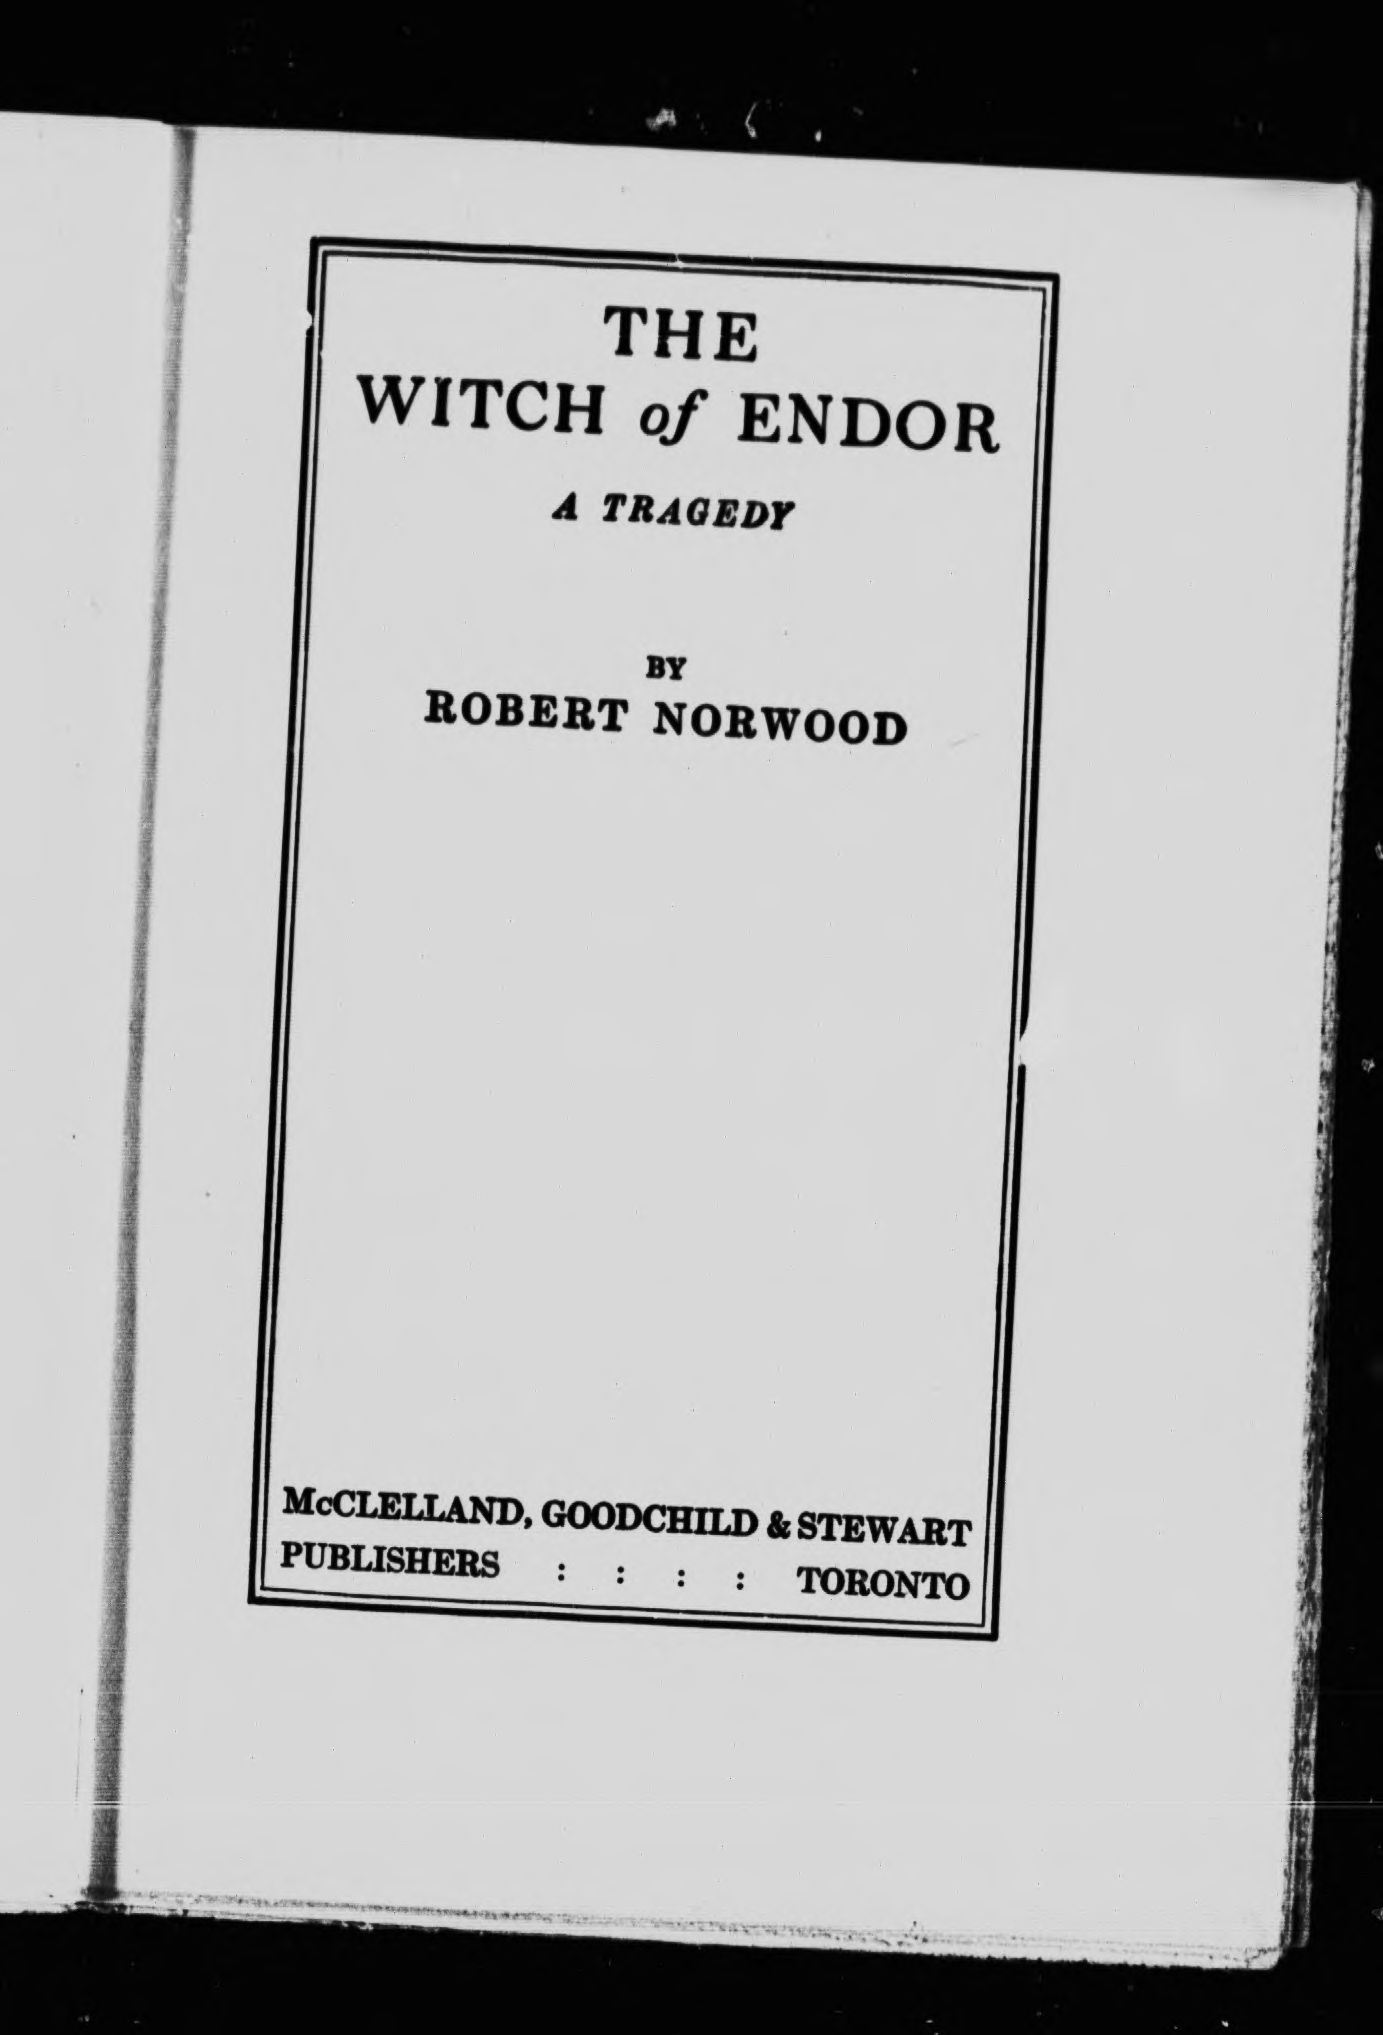 THE
WITCH of ENDOR
A TRAGEDY
BY
ROBERT NORWOOD
McCLELLAND, GOODCHILD & STEWART
PUBLISHERS : : : : TORONTO